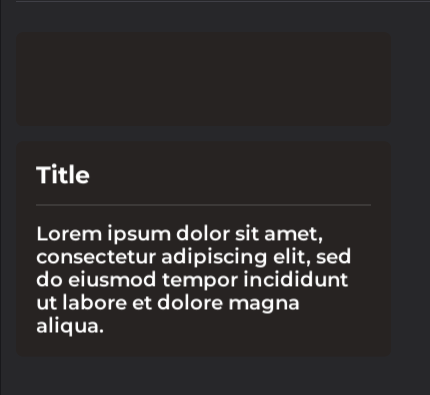 Title
Lorem ipsum dolor sit amet,
consectetur adipiscing elit, sed
do eiusmod tempor incididunt
ut labore et dolore magna
aliqua.